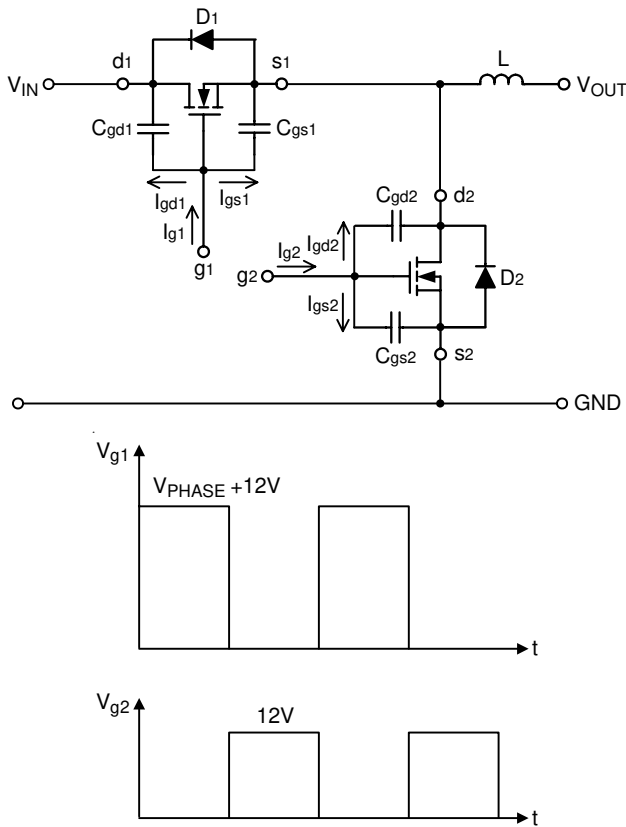 D1
d1
s1
L
VIN
VOUT
Cgd1
Cgs1
Igd1
Igs1
Ig1
g1
Cgd2
d2
Ig2
Igd2
g2
D2
Igs2
Cgs2
s2
GND
Vg1
VPHASE +12V
t
Vg2
12V
t